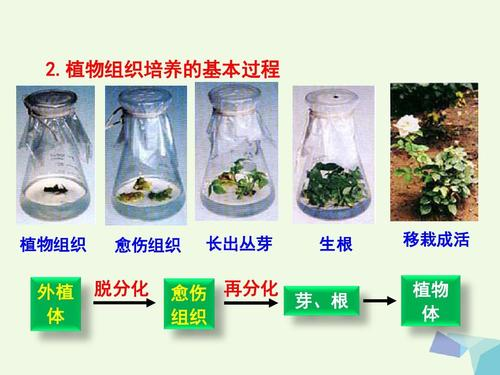 2.植物组织培养的基本过程
植物组织 愈伤组织 长出丛芽 生根 移栽成活
外植体 脱分化 愈伤组织 再分化 芽、根 植物体